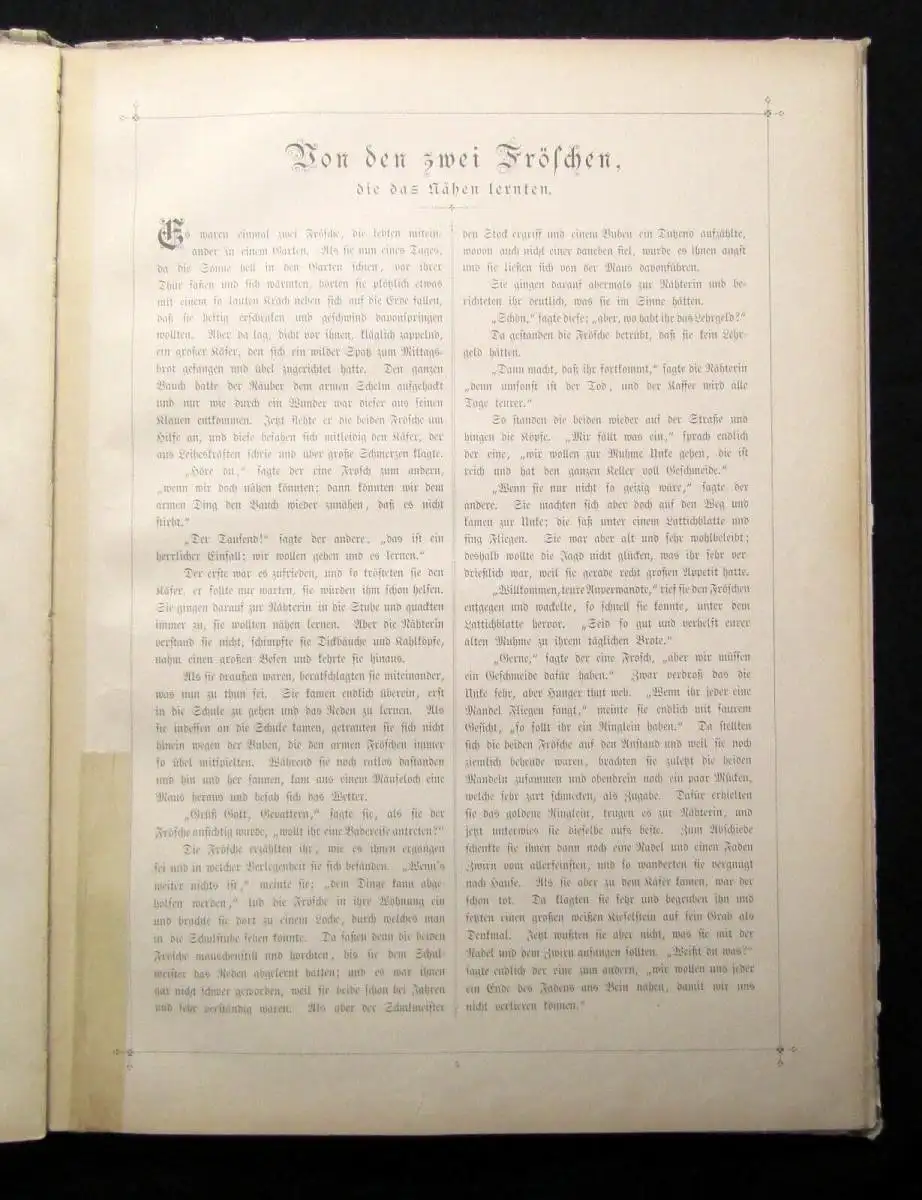 Von den zwei Fröschen,
die das Nähen lernten.
Es waren einmal zwei Frösche, die lebten mitein-
ander zu einem Garten. Als sie nun eines Tages,
da die Sonne hell in den Garten schien, vor ihrer
Thür saßen und sich wärmten, hörten sie plötzlich etwas
mit einem so lauten Krach neben sich auf die Erde fallen,
daß sie heftig erschraken und geschwind davonspringen
wollten. Aber da lag, dicht vor ihnen, kläglich zappelnd,
ein großer Käfer, den sich ein wilder Spatz zum Mittags-
brot gefangen und übel zugerichtet hatte. Den ganzen
Bauch hatte der Räuber dem armen Schelm aufgehackt
und nur wie durch ein Wunder war dieser aus seinen
Klauen entkommen. Jetzt flehte er die beiden Frösche um
Hilfe an, und diese besahen sich mitleidig den Käfer, der
aus Leibeskräften schrie und über große Schmerzen klagte.
„Höre du,“ sagte der eine Frosch zum andern,
„wenn wir doch nähen könnten; dann könnten wir dem
armen Ding den Bauch wieder zunähen, daß es nicht
stirbt.“
„Der Tausend!“ sagte der andere, „das ist ein
herrlicher Einfall; wir wollen gehen und es lernen.“
Der erste war es zufrieden, und so trösteten sie den
Käfer, er sollte nur warten, sie würden ihm schon helfen.
Sie gingen darauf zur Nähterin in die Stube und quakten
immer zu, sie wollten nähen lernen. Aber die Nähterin
verstand sie nicht, schimpfte sie Dickbäuche und Kahlköpfe,
nahm einen großen Besen und kehrte sie hinaus.
Als sie draußen waren, beratschlagten sie miteinander,
was nun zu thun sei. Sie kamen endlich überein, erst
in die Schule zu gehen und das Reden zu lernen. Als
sie indessen an die Schule kamen, getrauten sie sich nicht
hinein wegen der Buben, die den armen Fröschen immer
so übel mitspielten. Während sie noch ratlos dastanden
und hin und her sannen, kam aus einem Mauseloch eine
Maus heraus und besah sich das Wetter.
„Grüß Gott, Gevattern,“ sagte sie, als sie der
Frösche ansichtig wurde, „wollt ihr eine Badereise antreten?“
Die Frösche erzählten ihr, wie es ihnen ergangen
sei und in welcher Verlegenheit sie sich befänden. „Wenn's
weiter nichts ist,“ meinte sie; „dem Dinge kann abge-
holfen werden,“ lud die Frösche in ihre Wohnung ein
und brachte sie dort zu einem Loche, durch welches man
in die Schulstube sehen konnte. Da saßen denn die beiden
Frösche mäuschenstill und horchten, bis sie dem Schul-
meister das Reden abgelernt hatten; und es war ihnen
gar nicht schwer geworden, weil sie beide schon bei Jahren
und sehr verständig waren. Als aber der Schulmeister
den Stock ergriff und einem Buben ein Dutzend aufzählte,
wovon auch nicht einer daneben fiel, wurde es ihnen angst
und sie ließen sich von der Maus davonführen.
Sie gingen darauf abermals zur Nähterin und be-
richteten ihr deutlich, was sie im Sinne hätten.
„Schön,“ sagte diese; „aber, wo habt ihr das Lehrgeld?“
Da gestanden die Frösche betrübt, daß sie kein Lehr-
geld hätten.
„Dann macht, daß ihr fortkommt,“ sagte die Nähterin
„denn umsonst ist der Tod, und der Kaffee wird alle
Tage teurer.“
So standen die beiden wieder auf der Straße und
hingen die Köpfe. „Mir fällt was ein,“ sprach endlich
der eine, „wir wollen zur Muhme Unke gehen, die ist
reich und hat den ganzen Keller voll Geschmeide.“
„Wenn sie nur nicht so geizig wäre,“ sagte der
andere. Sie machten sich aber doch auf den Weg und
kamen zur Unke; die saß unter einem Lattichblatte und
fing Fliegen. Sie war aber alt und sehr wohlbeleibt;
deshalb wollte die Jagd nicht glücken, was ihr sehr ver-
drießlich war, weil sie gerade recht großen Appetit hatte.
„Willkommen, teure Anverwandte,“ rief sie den Fröschen
entgegen und wackelte, so schnell sie konnte, unter dem
Lattichblatte hervor. „Seid so gut und verhelft eurer
alten Muhme zu ihrem täglichen Brote.“
„Gerne,“ sagte der eine Frosch, „aber wir müssen
ein Geschmeide dafür haben.“ Zwar verdroß das die
Unke sehr, aber Hunger thut weh. „Wenn ihr jeder eine
Mandel Fliegen fangt,“ meinte sie endlich mit saurem
Gesicht, „so sollt ihr ein Ringlein haben.“ Da stellten
sich die beiden Frösche auf den Anstand und weil sie noch
ziemlich behende waren, brachten sie zuletzt die beiden
Mandeln zusammen und obendrein noch ein paar Mücken,
welche sehr zart schmecken, als Zugabe. Dafür erhielten
sie das goldene Ringlein, trugen es zur Nähterin, und
jetzt unterwies sie dieselbe aufs beste. Zum Abschiede
schenkte sie ihnen dann noch eine Nadel und einen Faden
Zwirn vom allerfeinsten, und so wanderten sie vergnügt
nach Hause. Als sie aber zu dem Käfer kamen, war der
schon tot. Da klagten sie sehr und begruben ihn und
setzten einen großen weißen Kieselstein auf sein Grab als
Denkmal. Jetzt wußten sie aber nicht, was sie mit der
Nadel und dem Zwirn anfangen sollten. „Weißt du was?“
sagte endlich der eine zum andern, „wir wollen uns jeder
ein Ende des Fadens ans Bein nähen, damit wir uns
nicht verlieren können.“